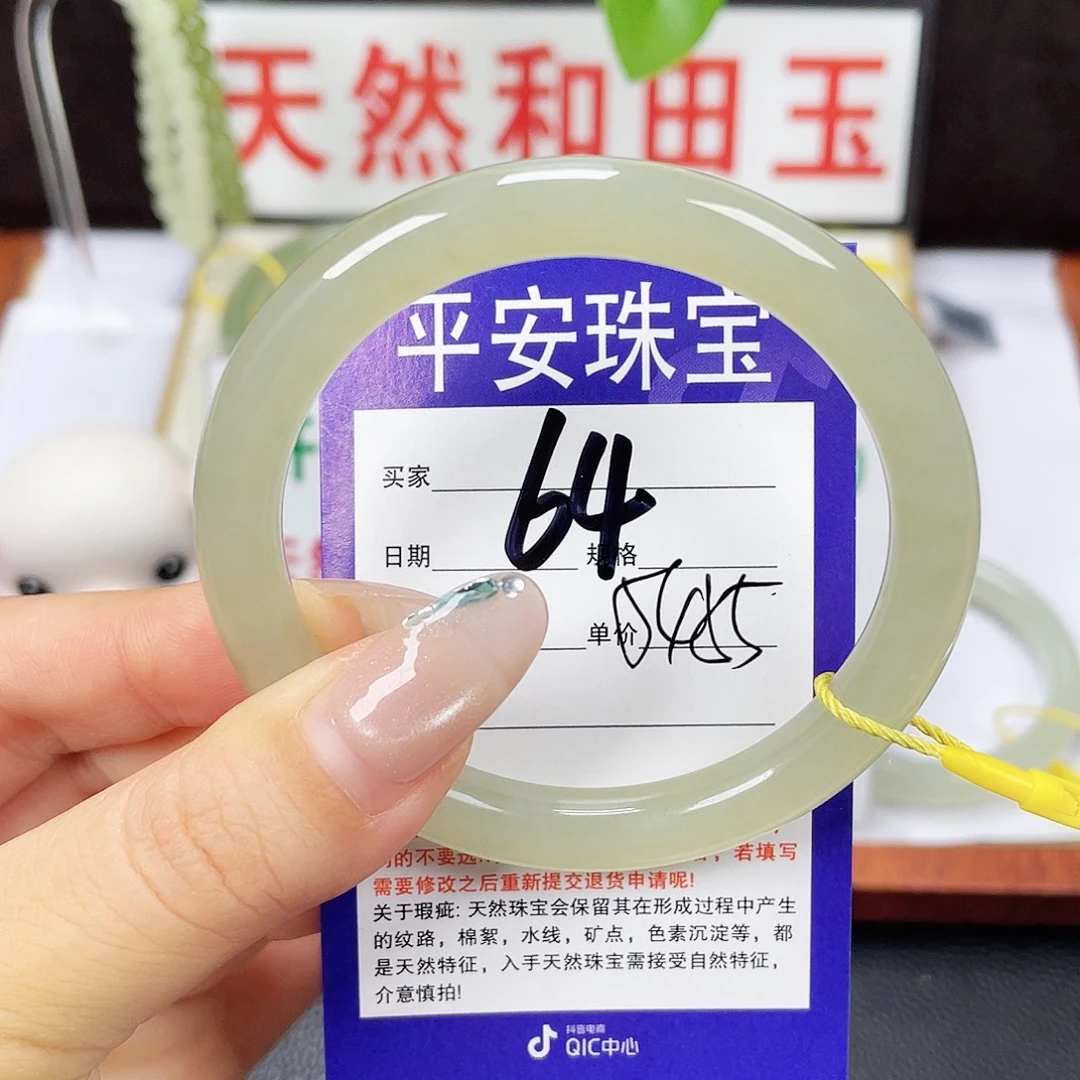 天然和田玉
平安珠宝
买家
64
日期
规格
单价
5485
若填写
需要修改之后重新提交退货申请呢!
关于瑕疵: 天然珠宝会保留其在形成过程中产生
的纹路，棉絮，水线，矿点，色素沉淀等，都
是天然特征，入手天然珠宝需接受自然特征，
介意慎拍!
抖音电商
QIC中心